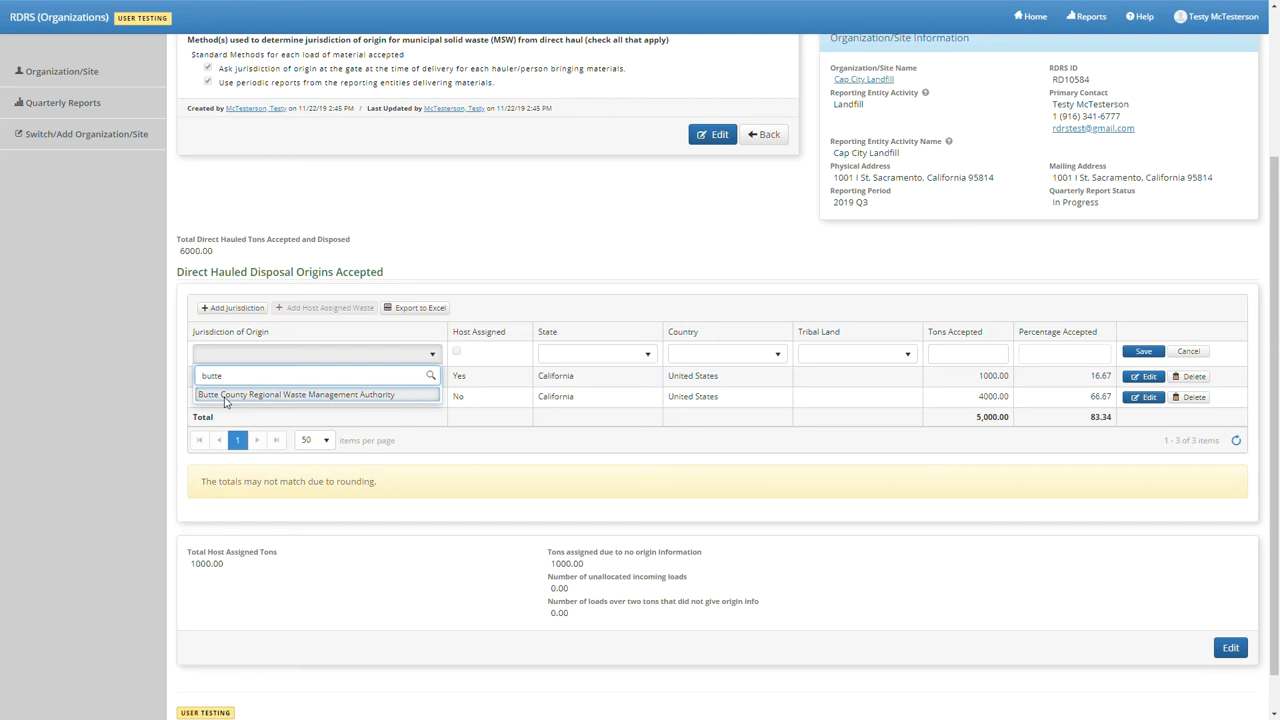 RDRS (Organizations) USER TESTING
Home Reports Help Testy McTesterson
Organization/Site
Quarterly Reports
Switch/Add Organization/Site
Method(s) used to determine jurisdiction of origin for municipal solid waste (MSW) from direct haul (check all that apply)
Standard Methods for each load of material accepted
Ask jurisdiction of origin at the gate at the time of delivery for each hauler/person bringing materials.
Use periodic reports from the reporting entities delivering materials.
Created by McTesterson, Testy on 11/22/19 2:45 PM / Last Updated by McTesterson, Testy on 11/22/19 2:45 PM
Edit Back
Organization/Site Information
Organization/Site Name
Cap City Landfill
RDRS ID
RD10584
Reporting Entity Activity
Landfill
Primary Contact
Testy McTesterson
1 (916) 341-6777
rdrstest@gmail.com
Reporting Entity Activity Name
Cap City Landfill
Physical Address
1001 I St, Sacramento, California 95814
Mailing Address
1001 I St, Sacramento, California 95814
Reporting Period
2019 Q3
Quarterly Report Status
In Progress
Total Direct Hauled Tons Accepted and Disposed
6000.00
Direct Hauled Disposal Origins Accepted
+ Add Jurisdiction + Add Host Assigned Waste Export to Excel
Jurisdiction of Origin Host Assigned State Country Tribal Land Tons Accepted Percentage Accepted
Save Cancel
butte
Yes California United States 1000.00 16.67 Edit Delete
Butte County Regional Waste Management Authority
No California United States 4000.00 66.67 Edit Delete
Total 5,000.00 83.34
1 50 items per page 1 - 3 of 3 items
The totals may not match due to rounding.
Total Host Assigned Tons
1000.00
Tons assigned due to no origin information
1000.00
Number of unallocated incoming loads
0.00
Number of loads over two tons that did not give origin info
0.00
Edit
USER TESTING